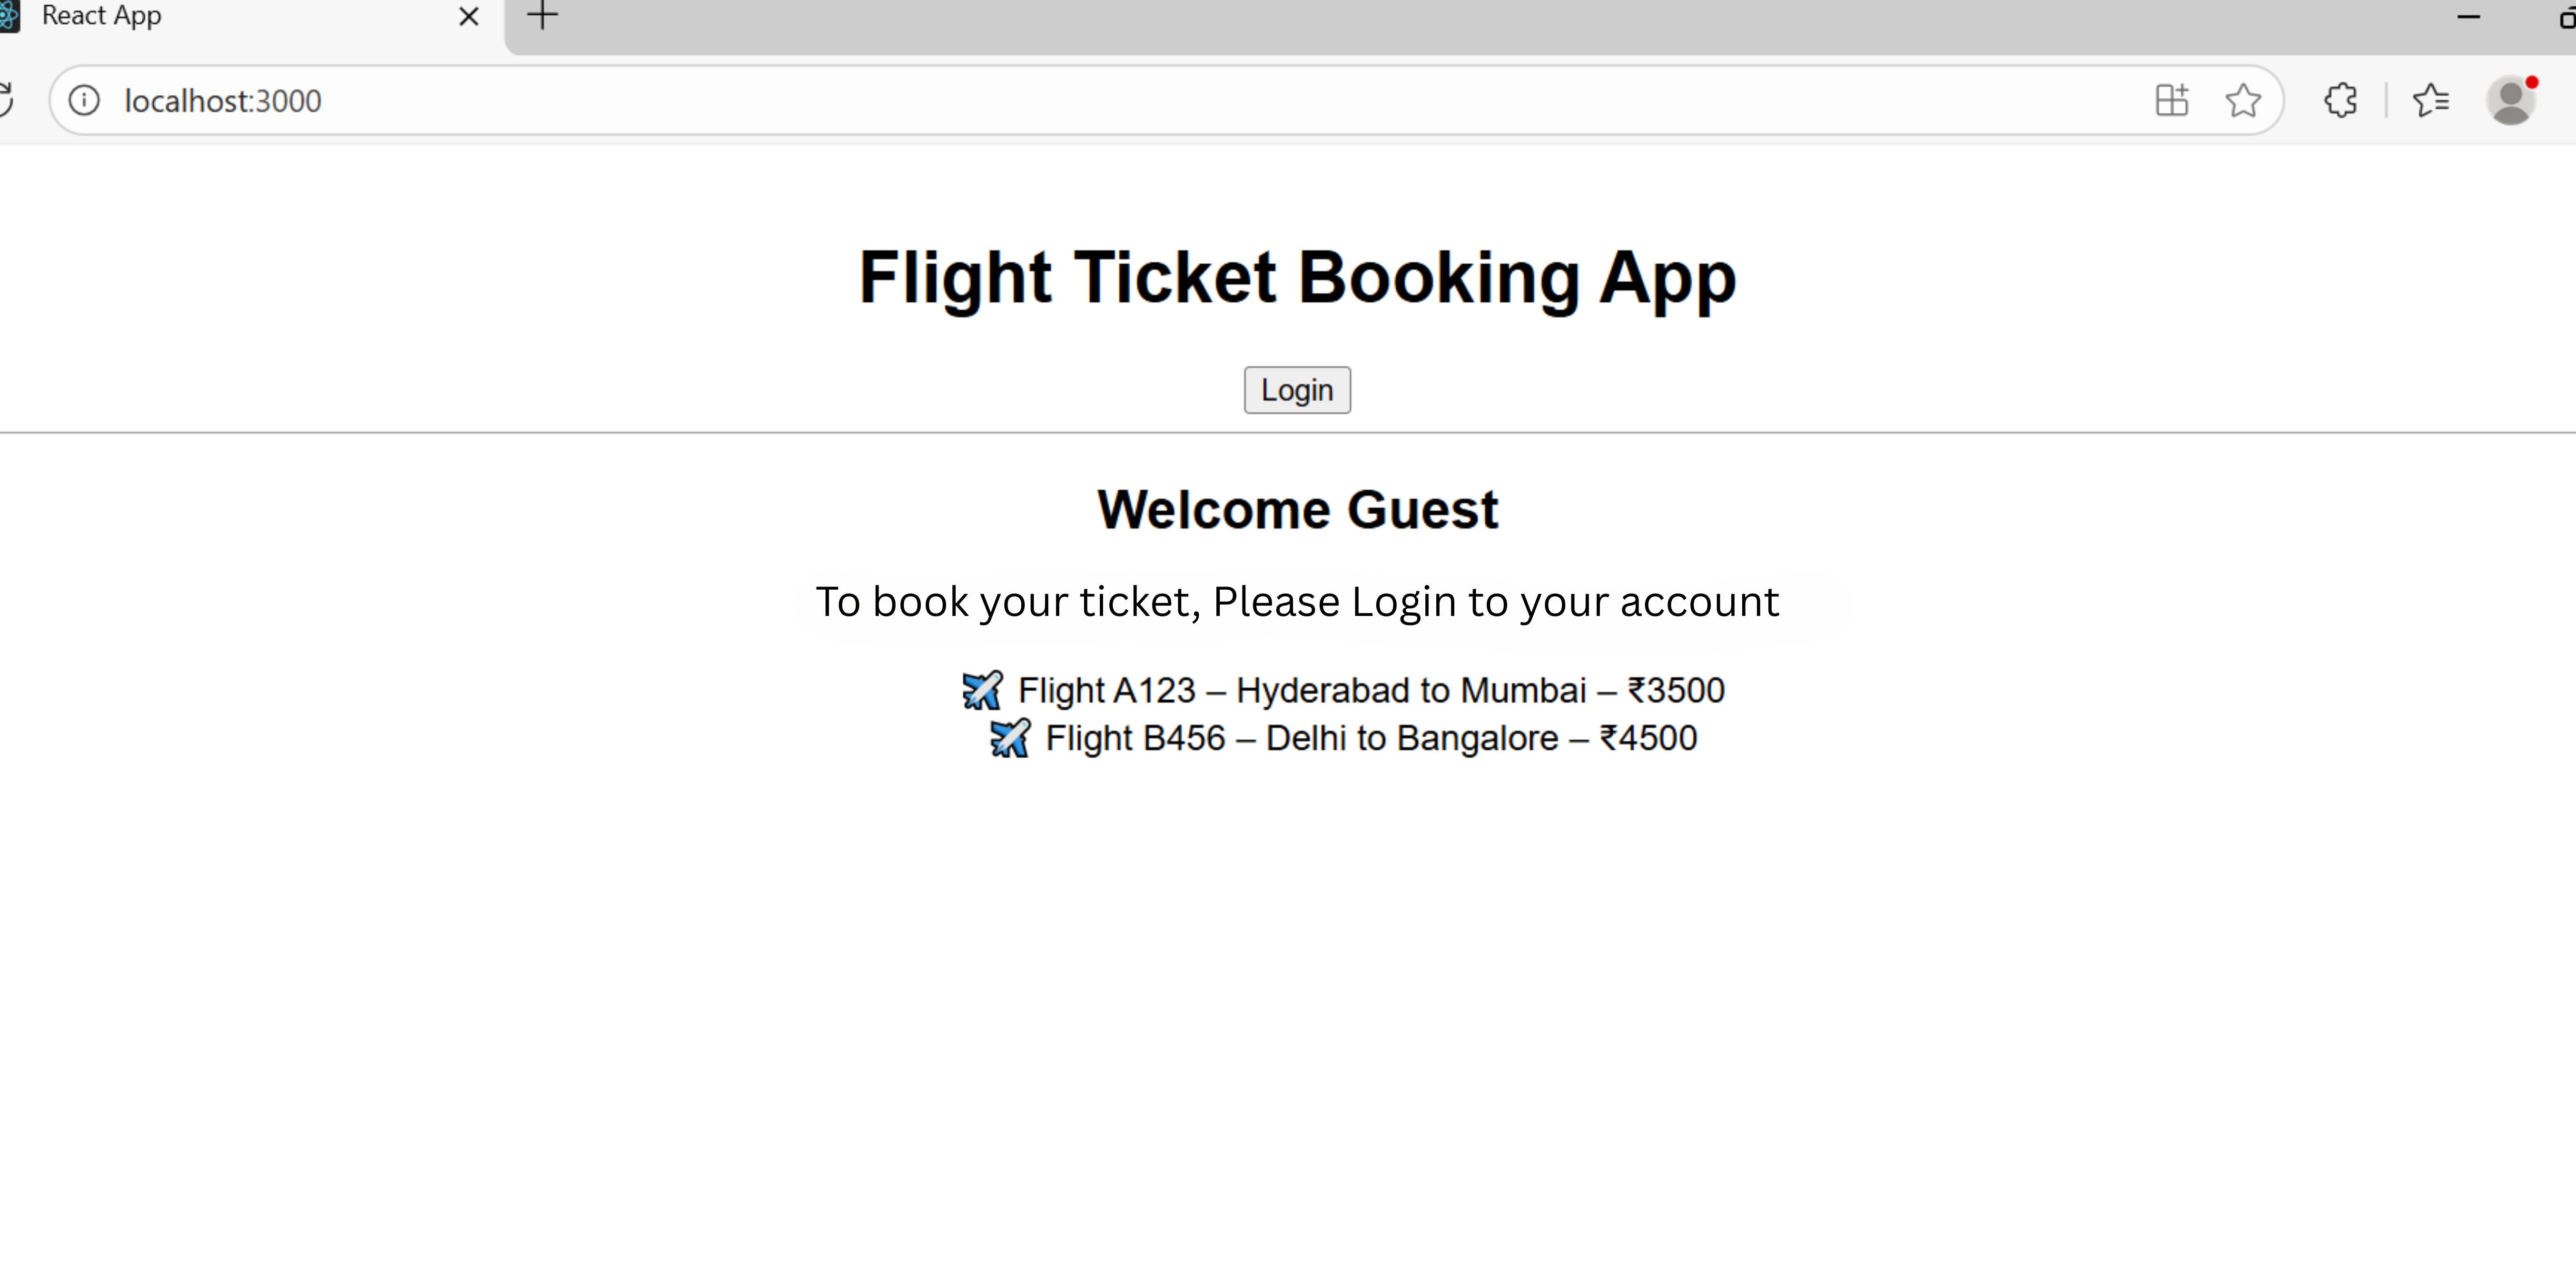 React App
localhost:3000
Flight Ticket Booking App
Login
Welcome Guest
To book your ticket, Please Login to your account
✈️ Flight A123 – Hyderabad to Mumbai – ₹3500
✈️ Flight B456 – Delhi to Bangalore – ₹4500